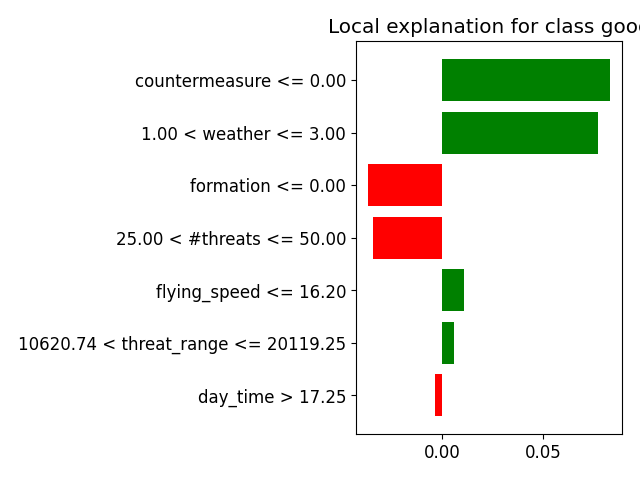 Local explanation for class good
countermeasure <= 0.00
1.00 < weather <= 3.00
formation <= 0.00
25.00 < #threats <= 50.00
flying_speed <= 16.20
10620.74 < threat_range <= 20119.25
day_time > 17.25
0.00 0.05